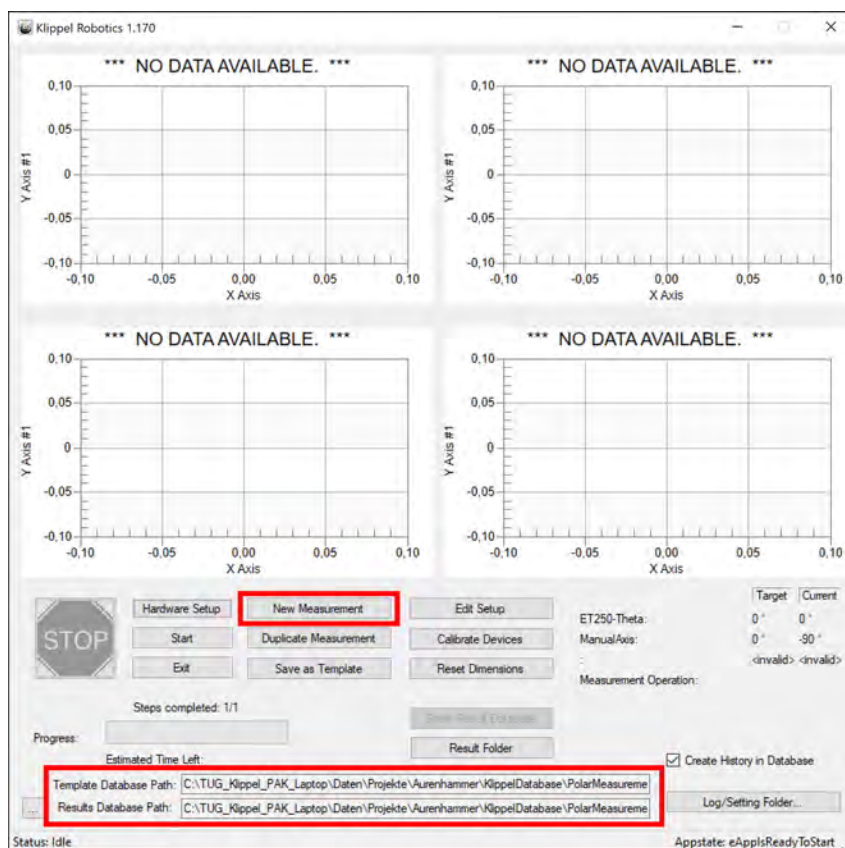 Klippel Robotics 1.170
*** NO DATA AVAILABLE. ***
0,10
0,05
0
-0,05
-0,10
Y Axis #1
-0,10 -0,05 0,00 0,05 0,10
X Axis
*** NO DATA AVAILABLE. ***
0,10
0,05
0
-0,05
-0,10
Y Axis #1
-0,10 -0,05 0,00 0,05 0,10
X Axis
*** NO DATA AVAILABLE. ***
0,10
0,05
0
-0,05
-0,10
Y Axis #1
-0,10 -0,05 0,00 0,05 0,10
X Axis
*** NO DATA AVAILABLE. ***
0,10
0,05
0
-0,05
-0,10
Y Axis #1
-0,10 -0,05 0,00 0,05 0,10
X Axis
STOP
Hardware Setup New Measurement Edit Setup
Start Duplicate Measurement Calibrate Devices
Exit Save as Template Reset Dimensions
Target Current
ET250-Theta: 0 ° 0 °
ManualAxis: 0 ° -90 °
: <invalid> <invalid>
Measurement Operation:
Steps completed: 1/1
Progress:
Estimated Time Left:
Result Folder
Create History in Database
Template Database Path: C:\TUG_Klippel_PAK_Laptop\Daten\Projekte\Aurenhammer\KlippelDatabase\PolarMeasureme
... Results Database Path: C:\TUG_Klippel_PAK_Laptop\Daten\Projekte\Aurenhammer\KlippelDatabase\PolarMeasureme
Log/Setting Folder...
Status: Idle
Appstate: eAppIsReadyToStart